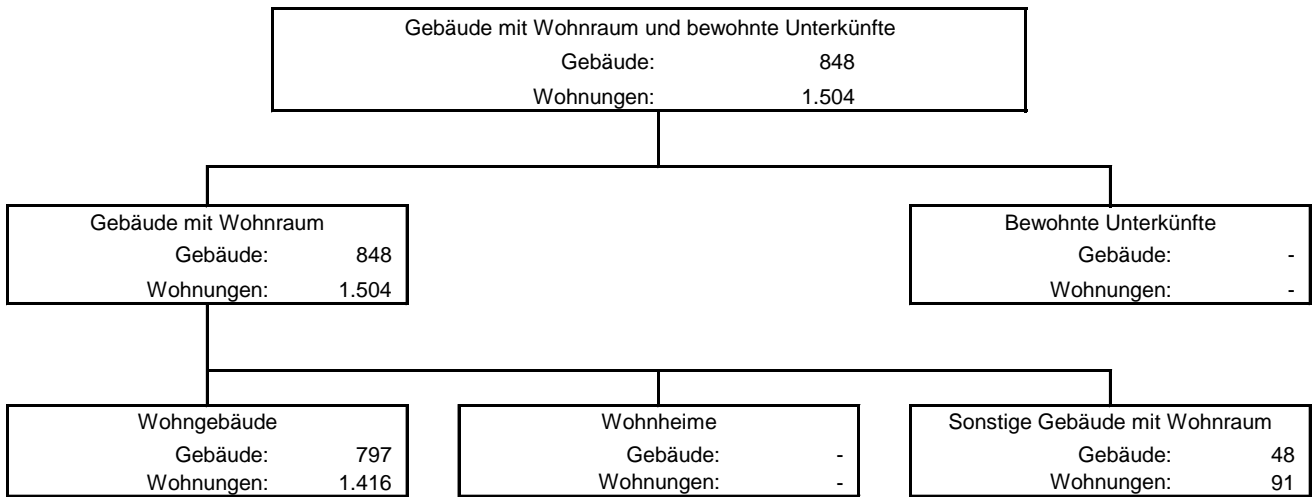 Gebäude mit Wohnraum und bewohnte Unterkünfte
Gebäude: 848
Wohnungen: 1.504
Gebäude mit Wohnraum
Gebäude: 848
Wohnungen: 1.504
Bewohnte Unterkünfte
Gebäude: -
Wohnungen: -
Wohngebäude
Gebäude: 797
Wohnungen: 1.416
Wohnheime
Gebäude: -
Wohnungen: -
Sonstige Gebäude mit Wohnraum
Gebäude: 48
Wohnungen: 91